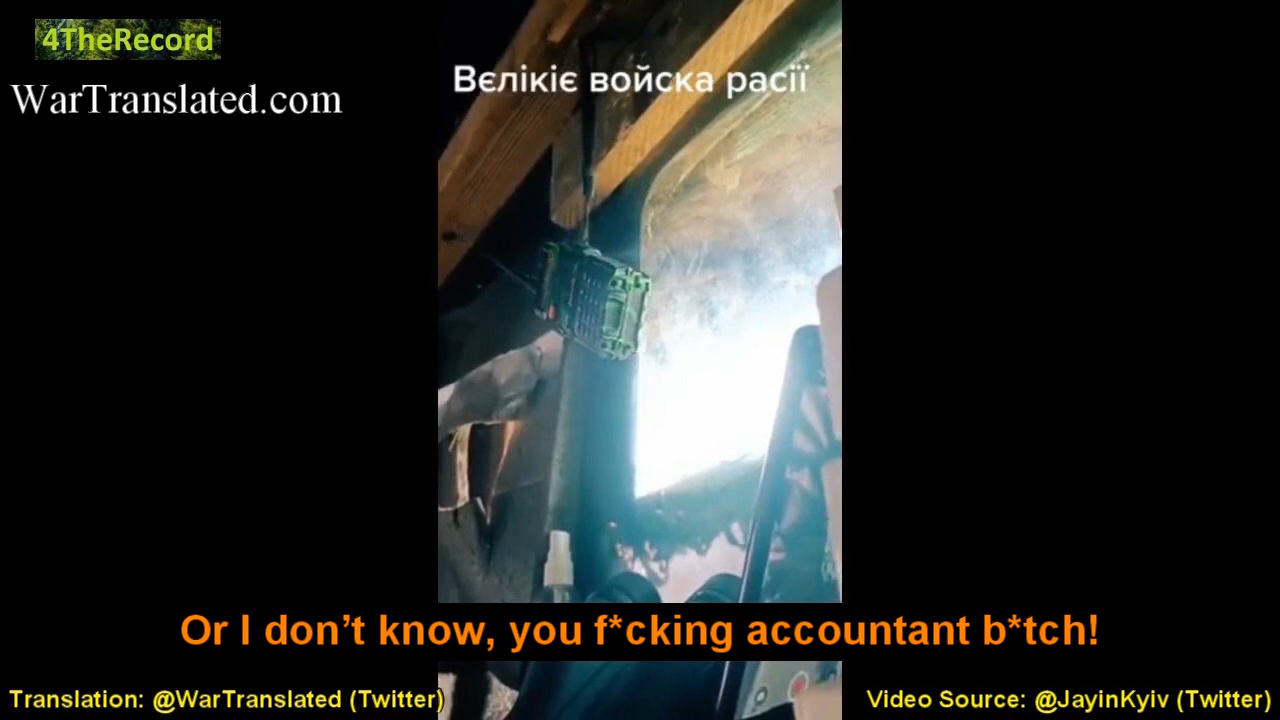 4TheRecord
WarTranslated.com
Вєлікіє войска расії
Or I don’t know, you f*cking accountant b*tch!
Translation: @WarTranslated (Twitter)
Video Source: @JayinKyiv (Twitter)